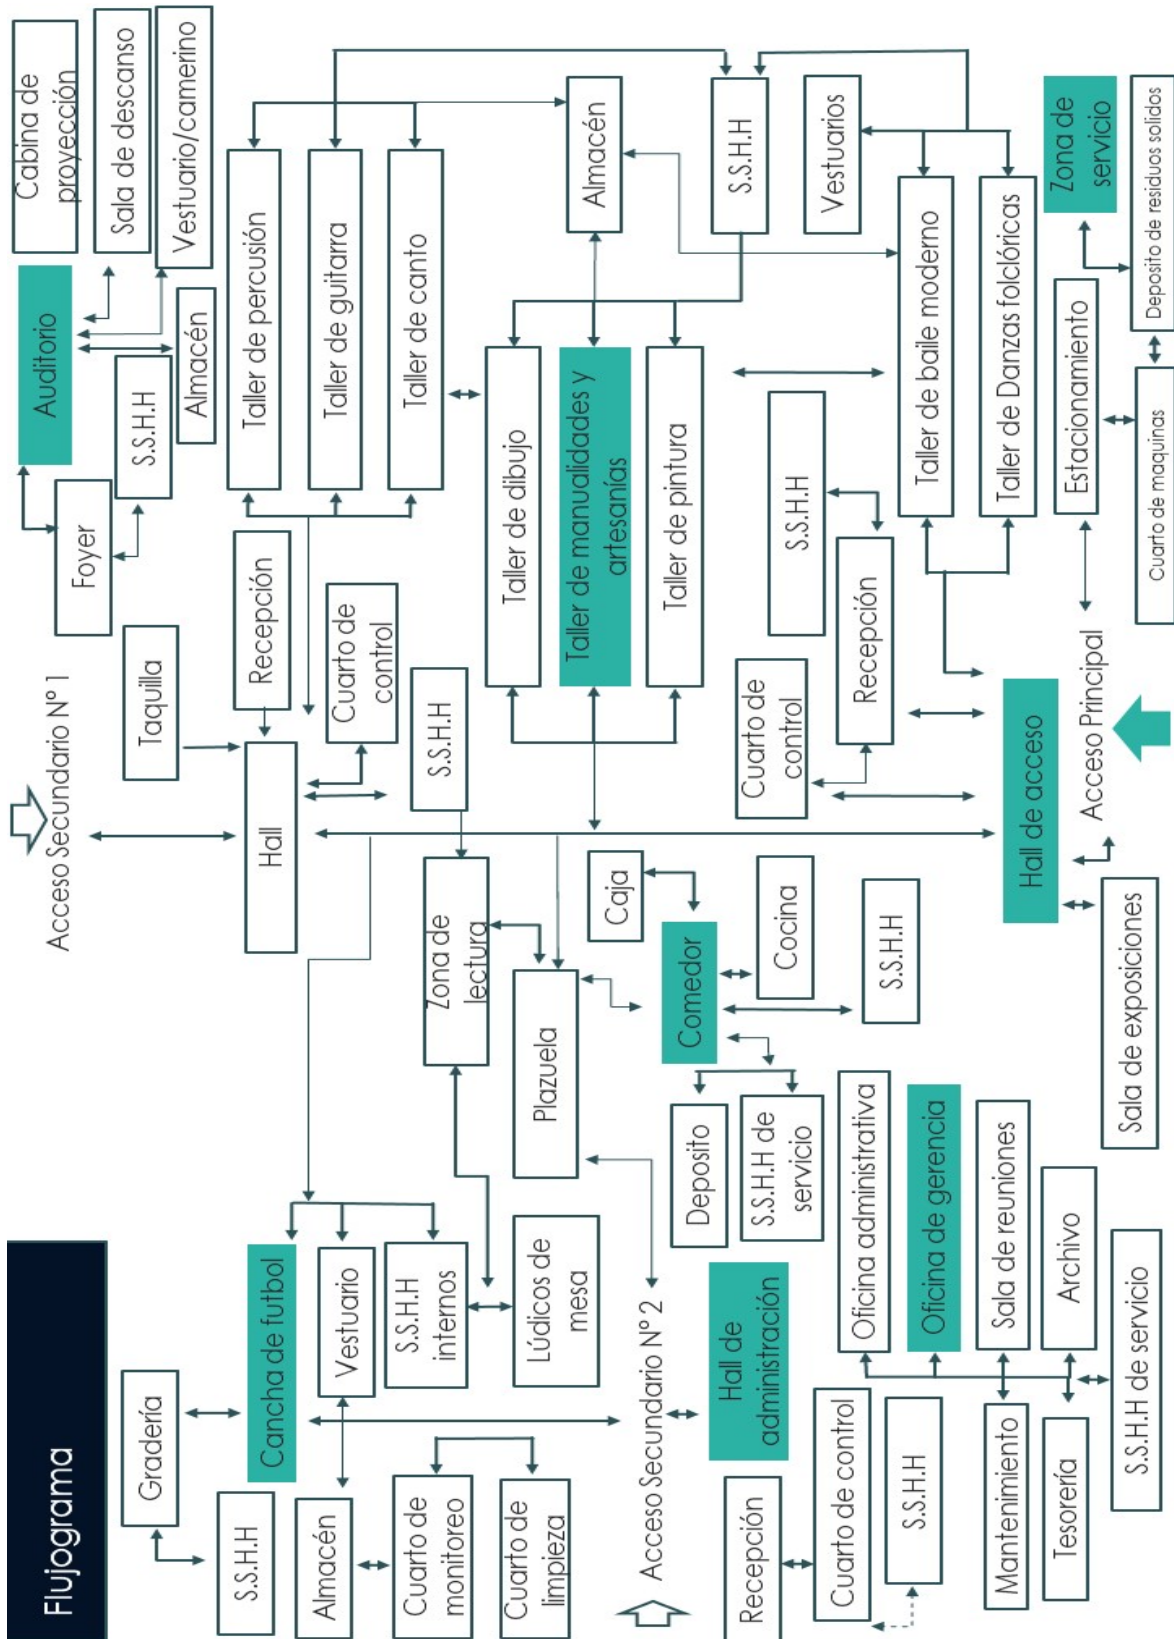 Flujograma
Acceso Secundario N° 1
Cabina de
proyección
Auditorio
Sala de descanso
Gradería
Taquilla
Foyer
S.S.H.H
Vestuario/camerino
Almacén
S.S.H.H
Cancha de futbol
Hall
Recepción
Taller de percusión
Almacén
Vestuario
Cuarto de
control
Taller de guitarra
Cuarto de
monitoreo
S.S.H.H
internos
Zona de
lectura
S.S.H.H
Taller de canto
Cuarto de
limpieza
Lúdicos de
mesa
Plazuela
Taller de dibujo
Almacén
Acceso Secundario N° 2
Caja
Taller de manualidades y
artesanías
Deposito
Comedor
Taller de pintura
Recepción
Hall de
administración
S.S.H.H de
servicio
Cocina
Cuarto de
control
S.S.H.H
S.S.H.H
Cuarto de control
Oficina administrativa
S.S.H.H
Recepción
Vestuarios
S.S.H.H
Oficina de gerencia
Taller de baile moderno
Mantenimiento
Sala de reuniones
Hall de acceso
Taller de Danzas folclóricas
Tesorería
Archivo
Acceso Principal
Estacionamiento
Zona de
servicio
S.S.H.H de servicio
Sala de exposiciones
Cuarto de maquinas
Deposito de residuos solidos